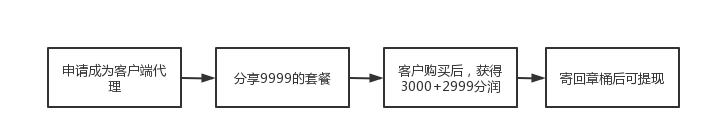 申请成为客户端代
理
分享9999的套餐
客户购买后，获得
3000+2999分润
寄回章桶后可提现